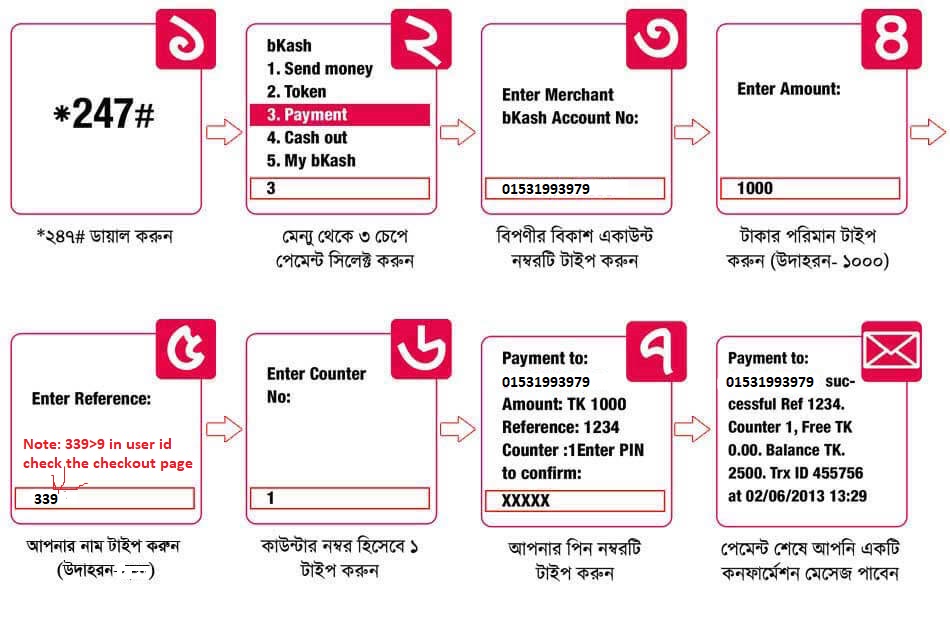 ১
*247#
*২৪৭# ডায়াল করুন
২
bKash
1. Send money
2. Token
3. Payment
4. Cash out
5. My bKash
3
মেন্যু থেকে ৩ চেপে
পেমেন্ট সিলেক্ট করুন
৩
Enter Merchant
bKash Account No:
01531993979
বিপণীর বিকাশ একাউন্ট
নম্বরটি টাইপ করুন
৪
Enter Amount:
1000
টাকার পরিমান টাইপ
করুন (উদাহরন- ১০০০)
৫
Enter Reference:
Note: 339>9 in user id
check the checkout page
339
আপনার নাম টাইপ করুন
(উদাহরন- )
৬
Enter Counter
No:
1
কাউন্টার নম্বর হিসেবে ১
টাইপ করুন
৭
Payment to:
01531993979
Amount: TK 1000
Reference: 1234
Counter :1Enter PIN
to confirm:
XXXXX
আপনার পিন নম্বরটি
টাইপ করুন
Payment to:
01531993979 suc-
cessful Ref 1234.
Counter 1, Free TK
0.00. Balance TK.
2500. Trx ID 455756
at 02/06/2013 13:29
পেমেন্ট শেষে আপনি একটি
কনফার্মেশন মেসেজ পাবেন